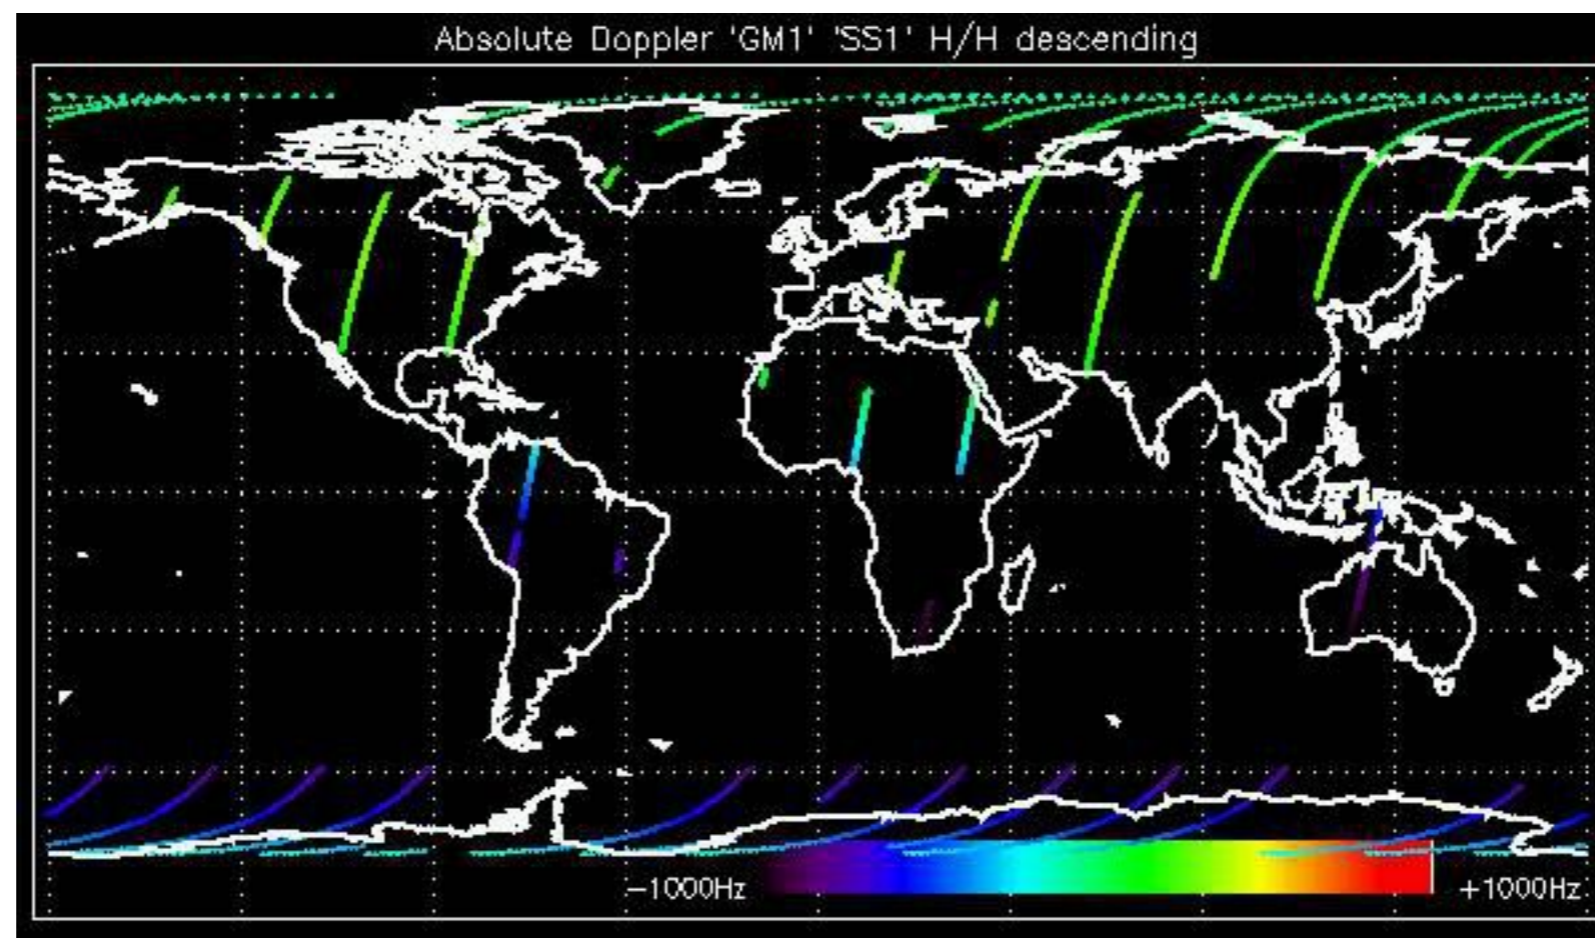 Absolute Doppler 'GM1' 'SS1' H/H descending
−1000Hz
+1000Hz